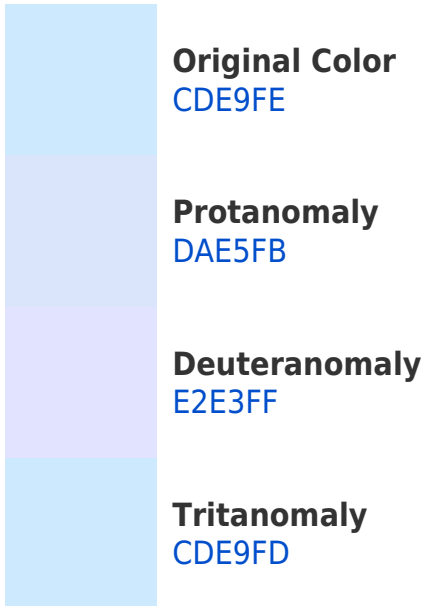 Original Color
CDE9FE
Protanomaly
DAE5FB
Deuteranomaly
E2E3FF
Tritanomaly
CDE9FD